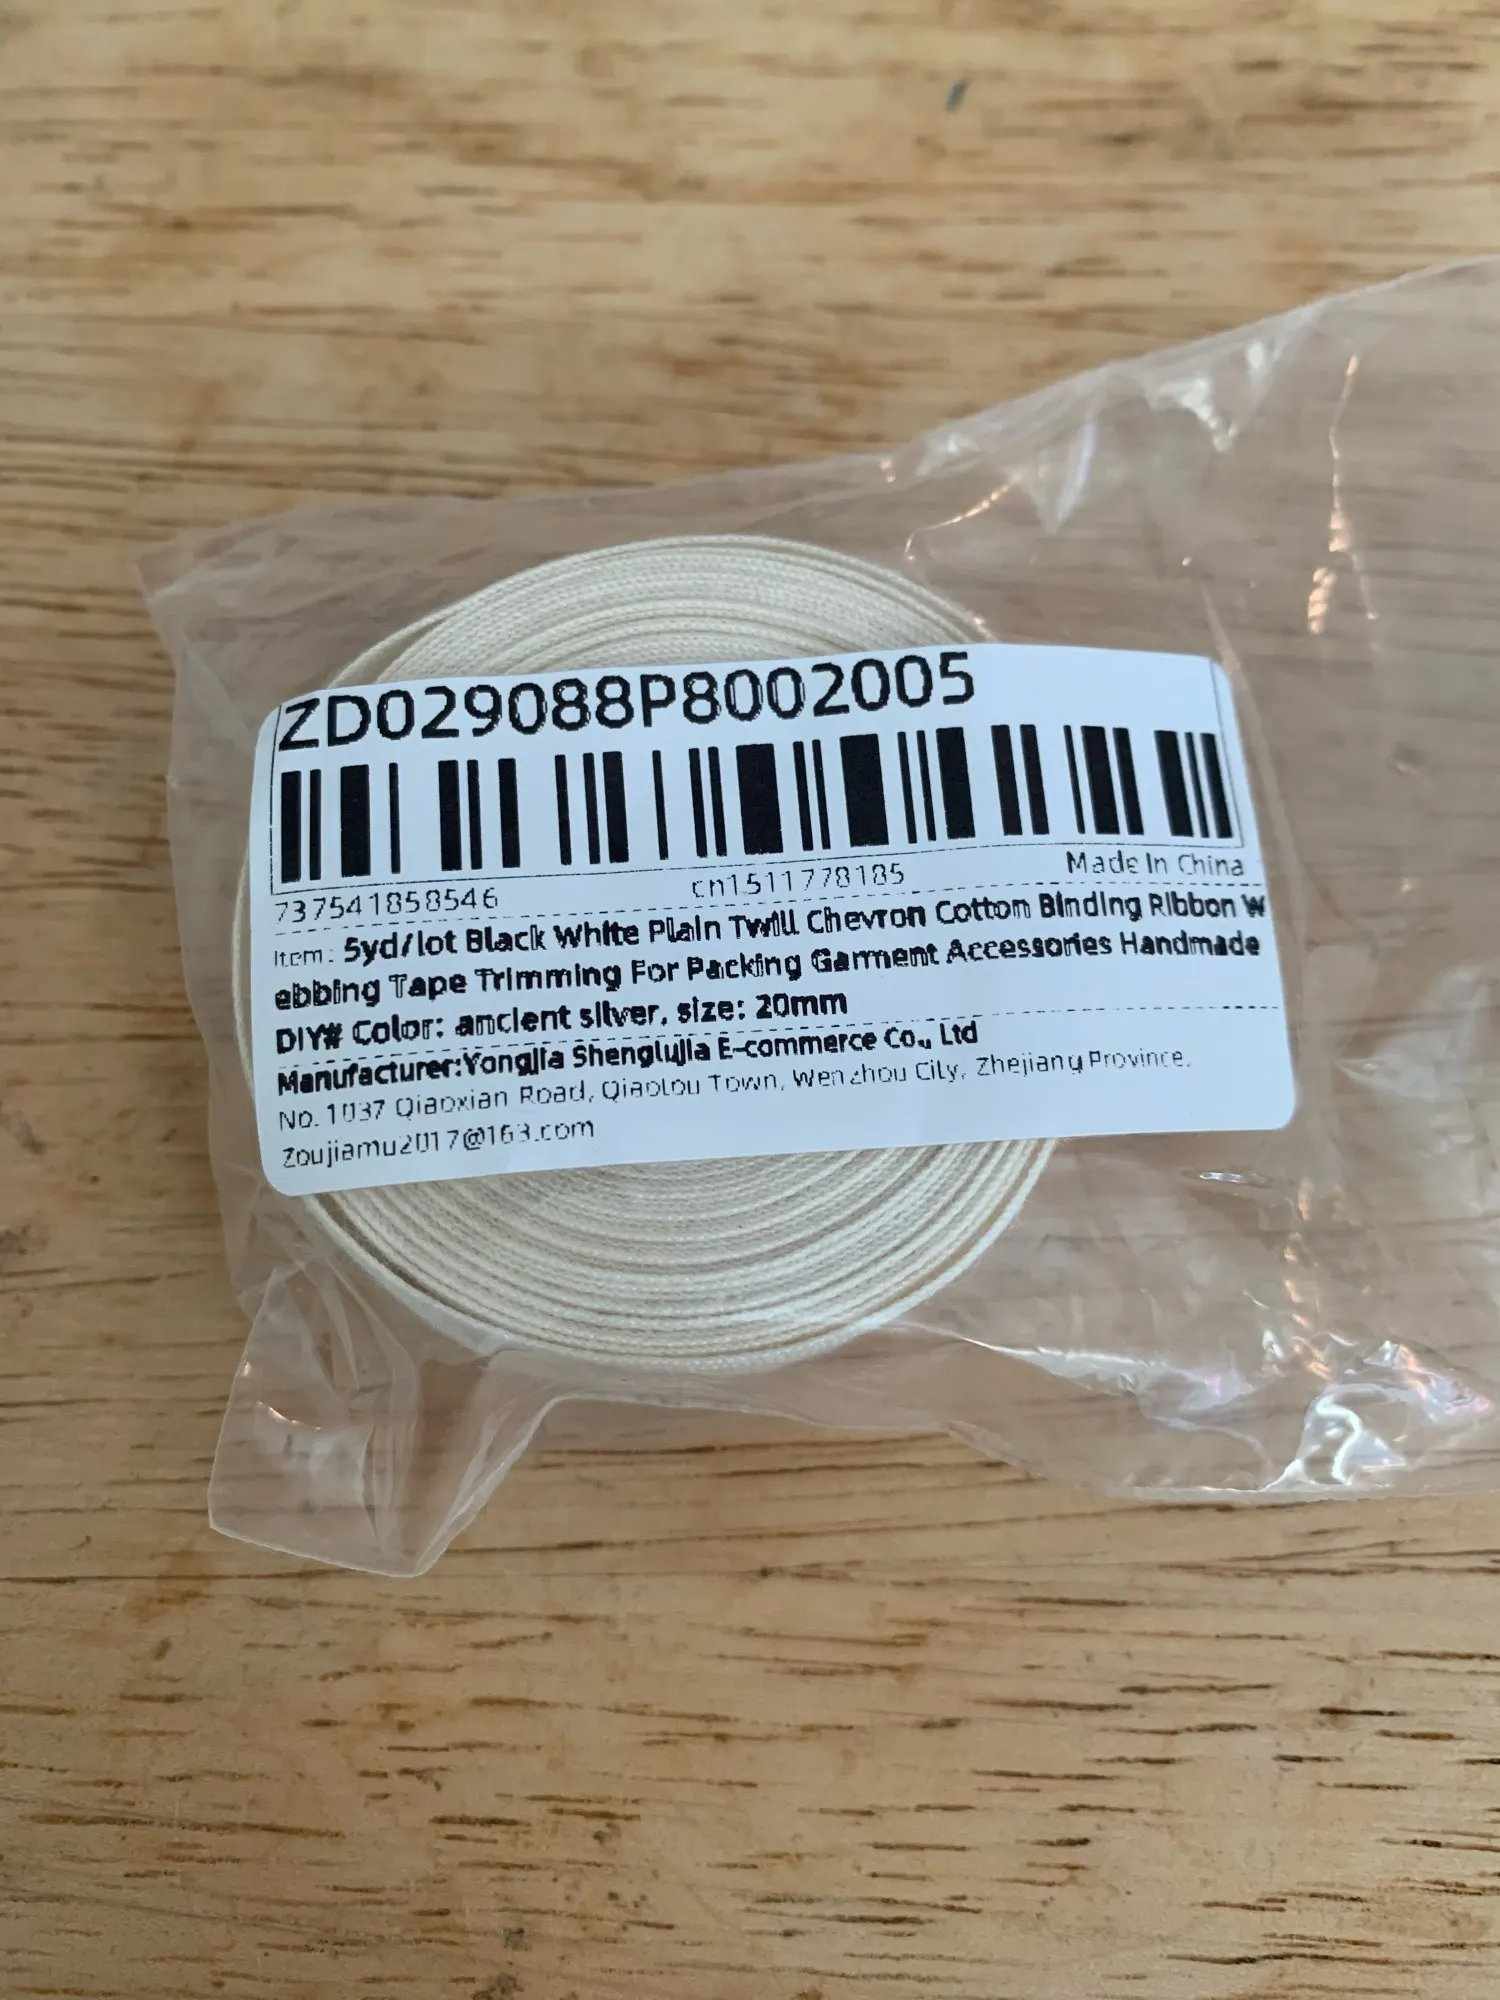 ZD029088P8002005
737541858546 cn1511778185 Made In China
Item: 5yd/lot Black White Plain Twill Chevron Cotton Binding Ribbon W
ebbing Tape Trimming For Packing Garment Accessories Handmade
DIY# Color: ancient silver, size: 20mm
Manufacturer:Yongjia Shenglujia E-commerce Co., Ltd
No. 1037 Qiaoxian Road, Qiaotou Town, Wenzhou City, Zhejiang Province,
Zoujiamu2017@163.com